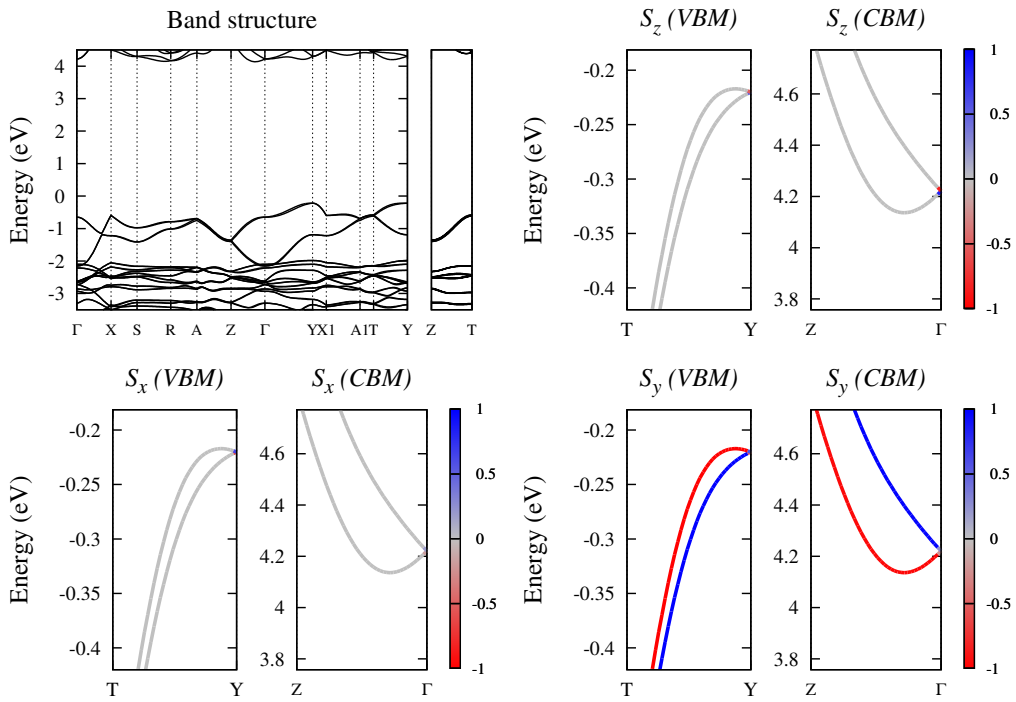 Band structure
Energy (eV)
4
3
2
1
0
-1
-2
-3
Γ X S R A Z Γ YX1 A1T Y Z T
S_z (VBM)
Energy (eV)
-0.2
-0.25
-0.3
-0.35
-0.4
T Y
S_z (CBM)
4.6
4.4
4.2
4
3.8
Z Γ
1
0.5
0
-0.5
-1
S_x (VBM)
Energy (eV)
-0.2
-0.25
-0.3
-0.35
-0.4
T Y
S_x (CBM)
4.6
4.4
4.2
4
3.8
Z Γ
1
0.5
0
-0.5
-1
S_y (VBM)
Energy (eV)
-0.2
-0.25
-0.3
-0.35
-0.4
T Y
S_y (CBM)
4.6
4.4
4.2
4
3.8
Z Γ
1
0.5
0
-0.5
-1